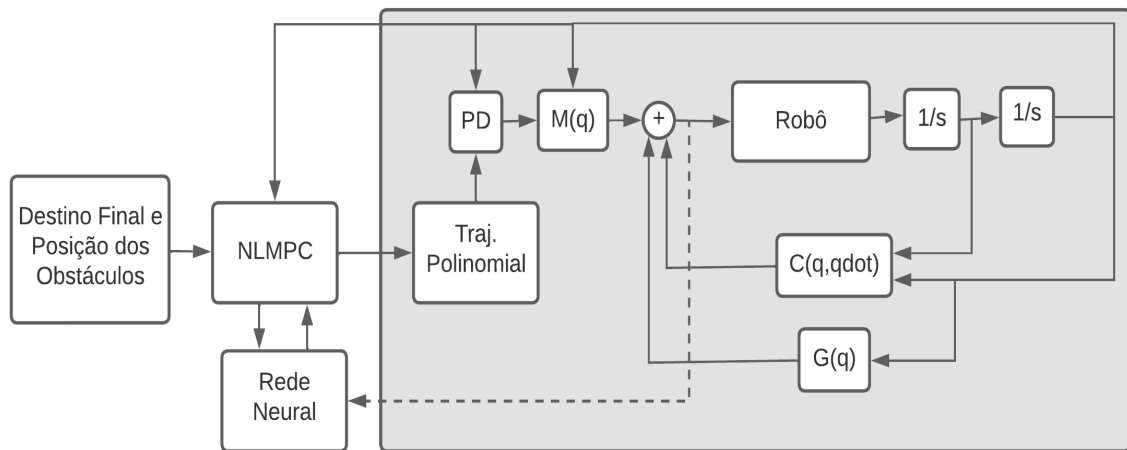 PD
M(q)
+
Robô
1/s
1/s
Destino Final e
Posição dos
Obstáculos
NLMPC
Traj.
Polinomial
C(q,qdot)
G(q)
Rede
Neural